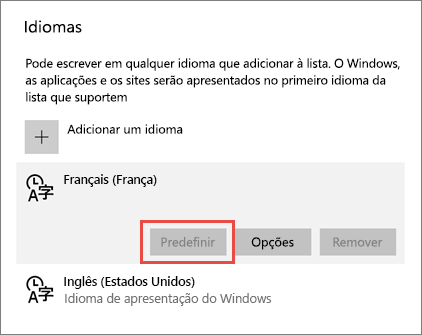 Idiomas
Pode escrever em qualquer idioma que adicionar à lista. O Windows,
as aplicações e os sites serão apresentados no primeiro idioma da
lista que suportem
Adicionar um idioma
Français (França)
Predefinir Opções Remover
Inglês (Estados Unidos)
Idioma de apresentação do Windows